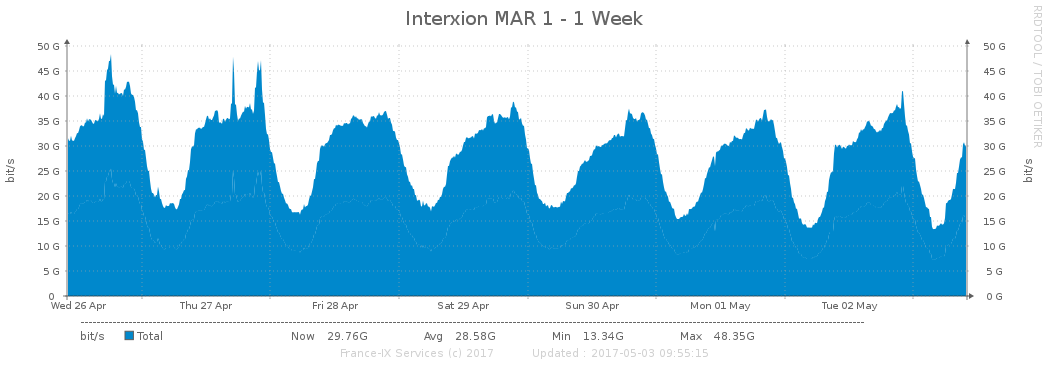 Interxion MAR 1 - 1 Week
RRDTOOL / TOBI OETIKER
bit/s
50 G 50 G
45 G 45 G
40 G 40 G
35 G 35 G
30 G 30 G
25 G 25 G
20 G 20 G
15 G 15 G
10 G 10 G
5 G 5 G
0 0 G
bit/s
Wed 26 Apr Thu 27 Apr Fri 28 Apr Sat 29 Apr Sun 30 Apr Mon 01 May Tue 02 May
bit/s Total Now 29.76G Avg 28.58G Min 13.34G Max 48.35G
France-IX Services (c) 2017 Updated : 2017-05-03 09:55:15